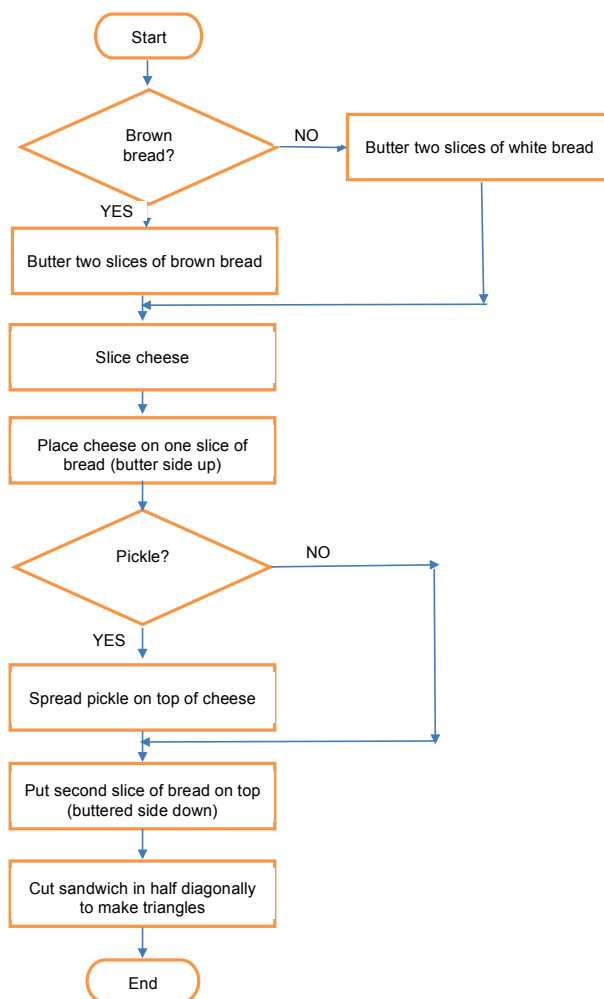 Start
Brown
bread?
NO
Butter two slices of white bread
YES
Butter two slices of brown bread
Slice cheese
Place cheese on one slice of
bread (butter side up)
Pickle?
NO
YES
Spread pickle on top of cheese
Put second slice of bread on top
(buttered side down)
Cut sandwich in half diagonally
to make triangles
End